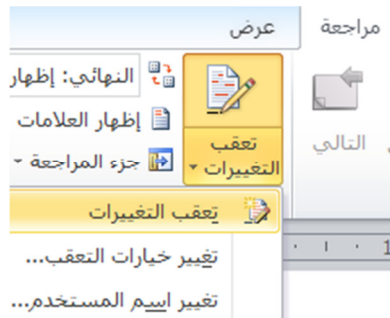 مراجعة
عرض
النهائي: إظهار
إظهار العلامات
جزء المراجعة
تعقب
التغييرات
التالي
تعقب التغييرات
تغيير خيارات التعقب...
تغيير اسم المستخدم...
1